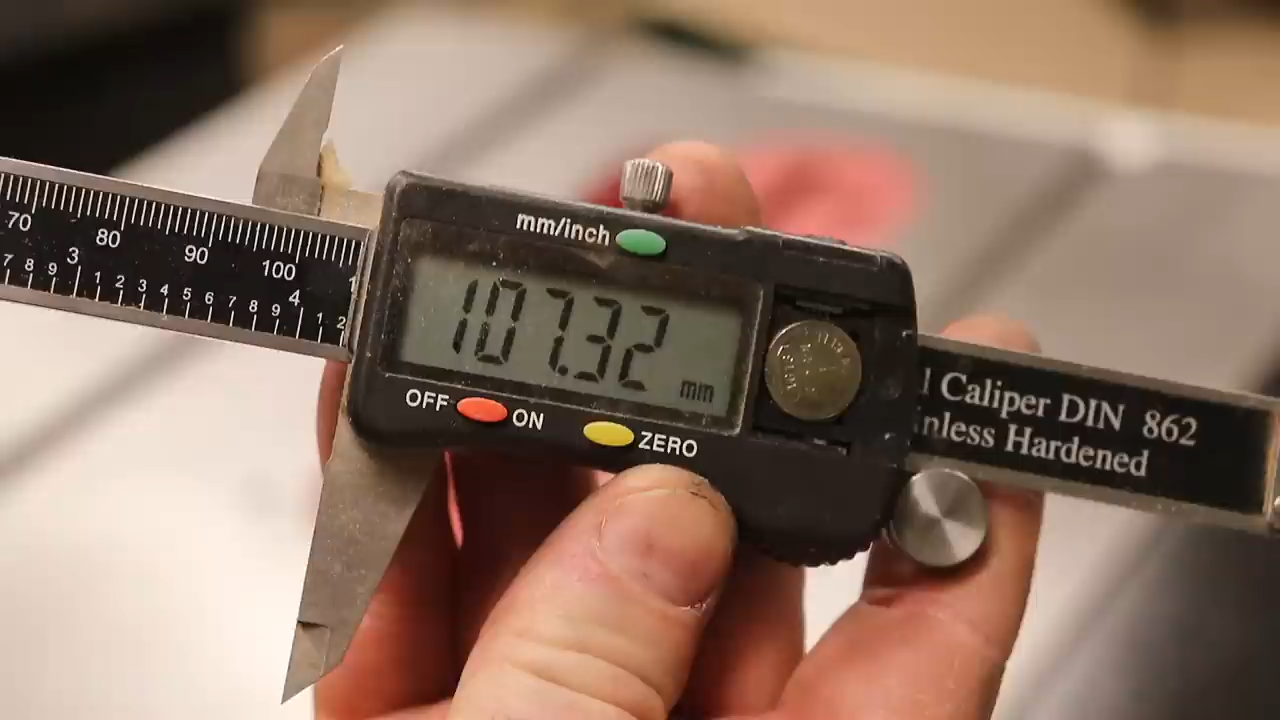 mm/inch
70 80 90 100 1
7 8 9 3 1 2 3 4 5 6 7 8 9 4 1 2
107.32 mm
OFF ON ZERO
l Caliper DIN 862
nless Hardened